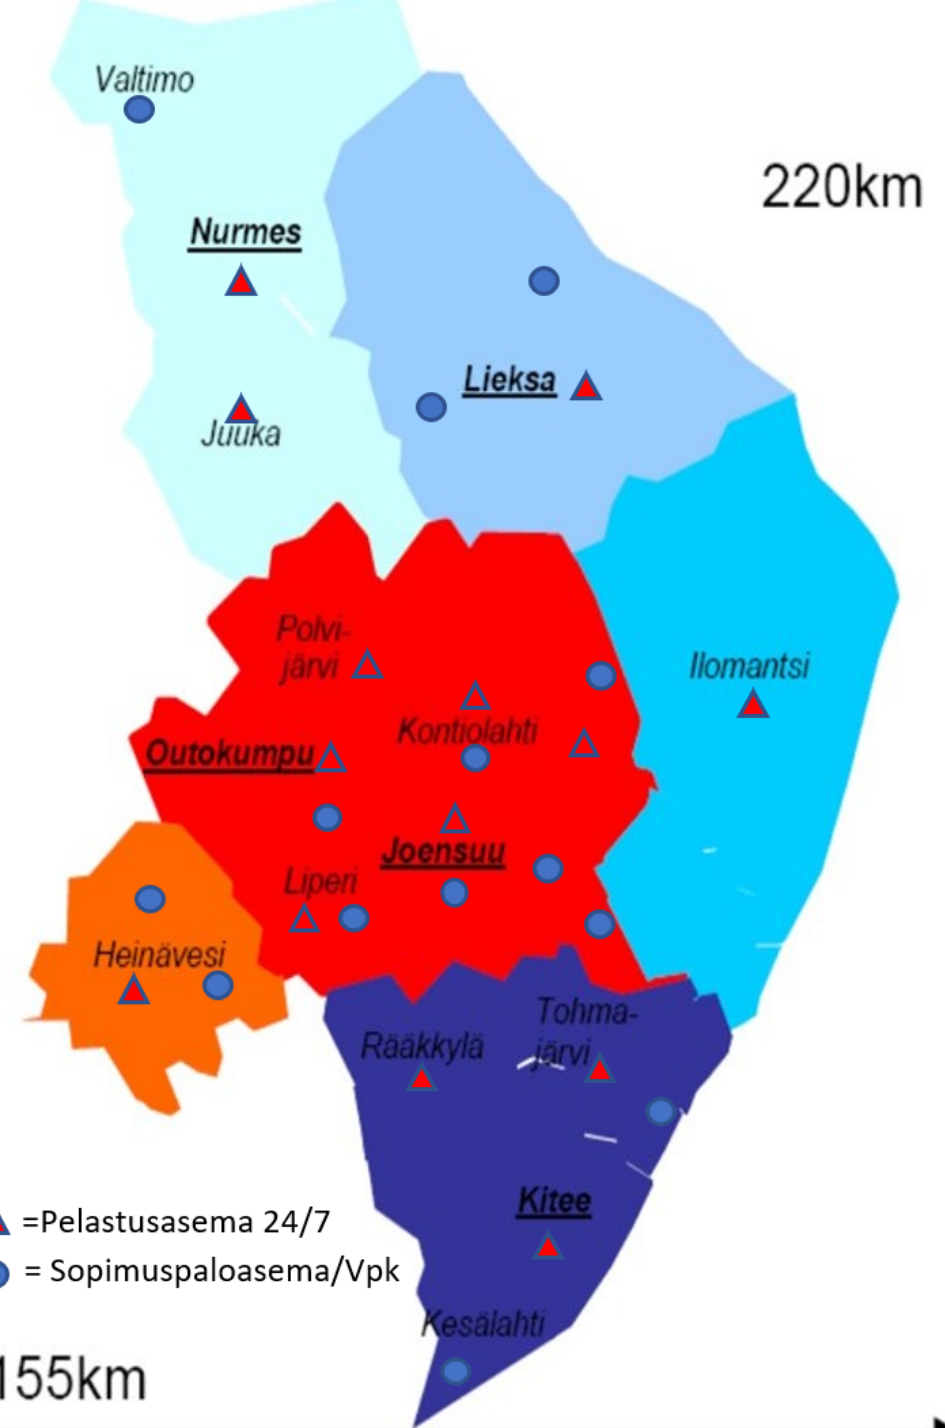 Valtimo
220km
Nurmes
Lieksa
Juuka
Polvi-
järvi
Ilomantsi
Kontiolahti
Outokumpu
Joensuu
Liperi
Heinävesi
Tohma-
järvi
Rääkkylä
Kitee
=Pelastusasema 24/7
= Sopimuspaloasema/Vpk
Kesälahti
155km